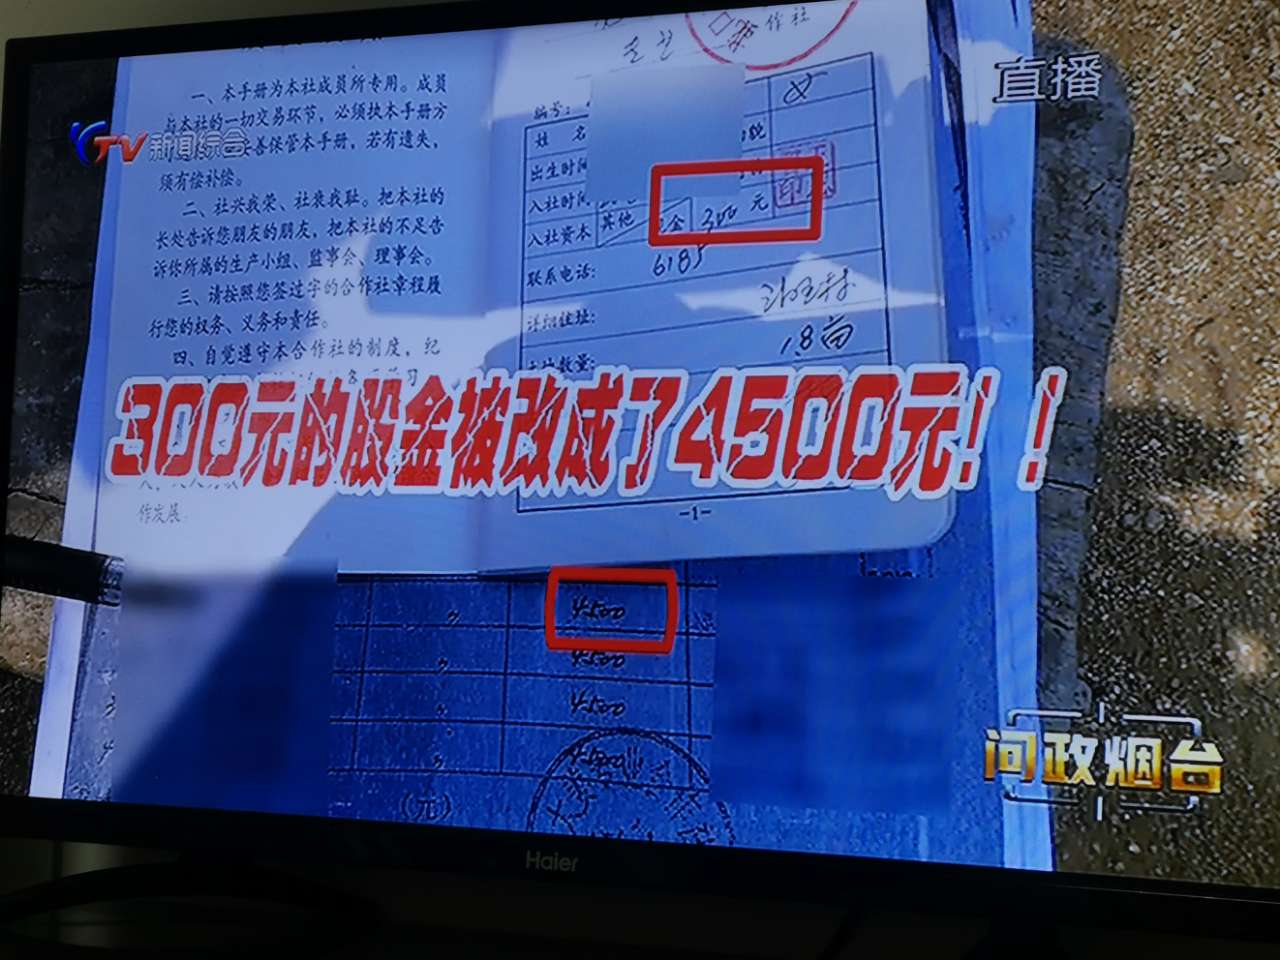 直播
YTV新闻综合
一、本手册为本社成员所专用。成员
与本社的一切交易环节，必须执本手册方
善保管本手册，若有遗失，
须有偿补偿。
二、社兴我荣、社衰我耻。把本社的
长处告诉您朋友的朋友，把本社的不足告
诉你所属的生产小组、监事会、理事会。
三、请按照您签过字的合作社章程履
行您的权务、义务和责任。
四、自觉遵守本合作社的制度，纪
作发展。
作社
编号：
姓 名
女
出生时间
入社时间
入社资本
其他
金
300
元
印
联系电话：
6185
详细住址：
1.8亩
-1-
300元的股金被改成了4500元！！
4500
4500
4500
（元）
问政烟台
Haier